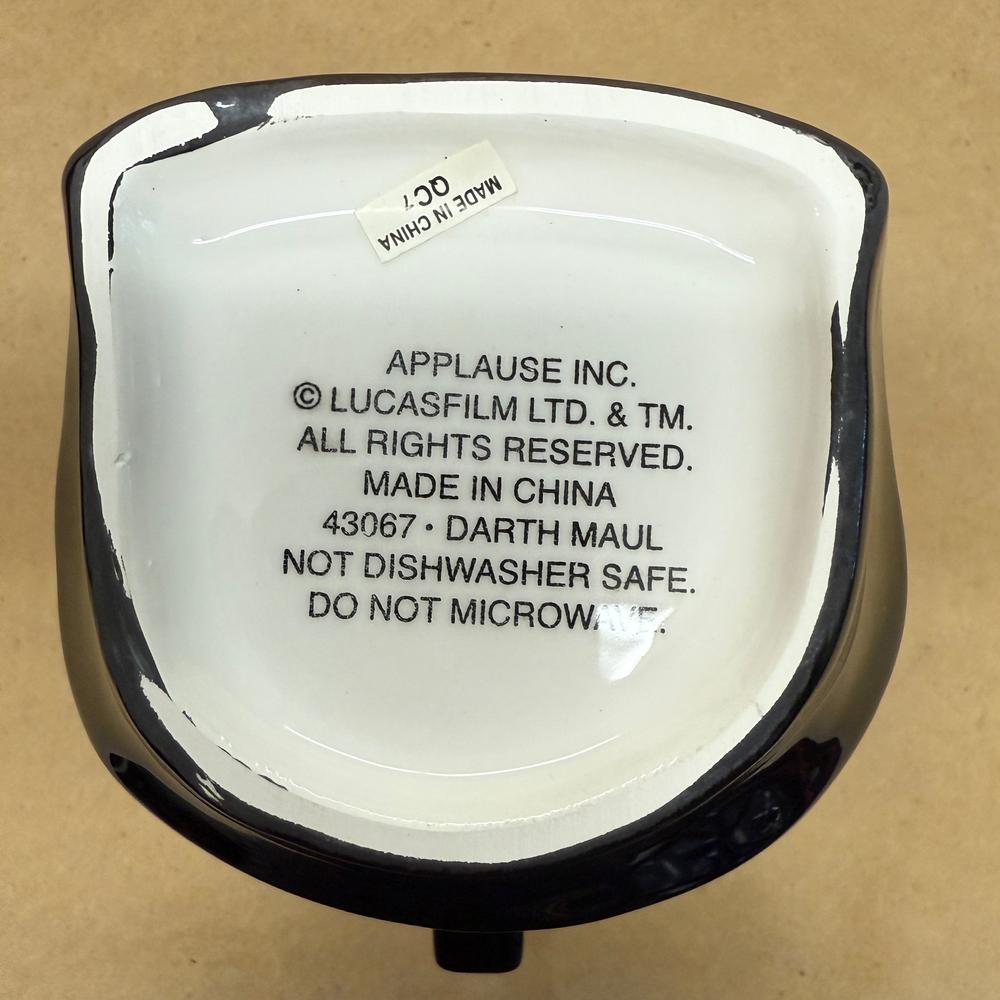 MADE IN CHINA
QC7
APPLAUSE INC.
© LUCASFILM LTD. & TM.
ALL RIGHTS RESERVED.
MADE IN CHINA
43067 · DARTH MAUL
NOT DISHWASHER SAFE.
DO NOT MICROWAVE.